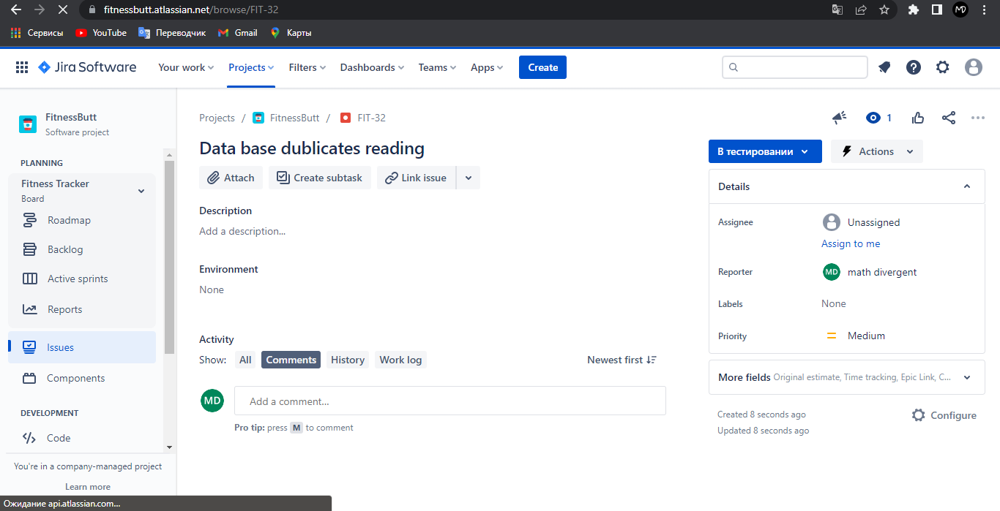 fitnessbutt.atlassian.net/browse/FIT-32
MD
Сервисы YouTube Переводчик Gmail Карты
Jira Software Your work Projects Filters Dashboards Teams Apps Create
FitnessButt
Software project
PLANNING
Fitness Tracker
Board
Roadmap
Backlog
Active sprints
Reports
Issues
Components
DEVELOPMENT
Code
You're in a company-managed project
Learn more
Projects / FitnessButt / FIT-32
1
Data base dublicates reading
Attach Create subtask Link issue
Description
Add a description...
Environment
None
Activity
Show: All Comments History Work log Newest first
MD Add a comment...
Pro tip: press M to comment
В тестировании Actions
Details
Assignee Unassigned
Assign to me
Reporter MD math divergent
Labels None
Priority Medium
More fields Original estimate, Time tracking, Epic Link, C...
Created 8 seconds ago Configure
Updated 8 seconds ago
Ожидание api.atlassian.com...